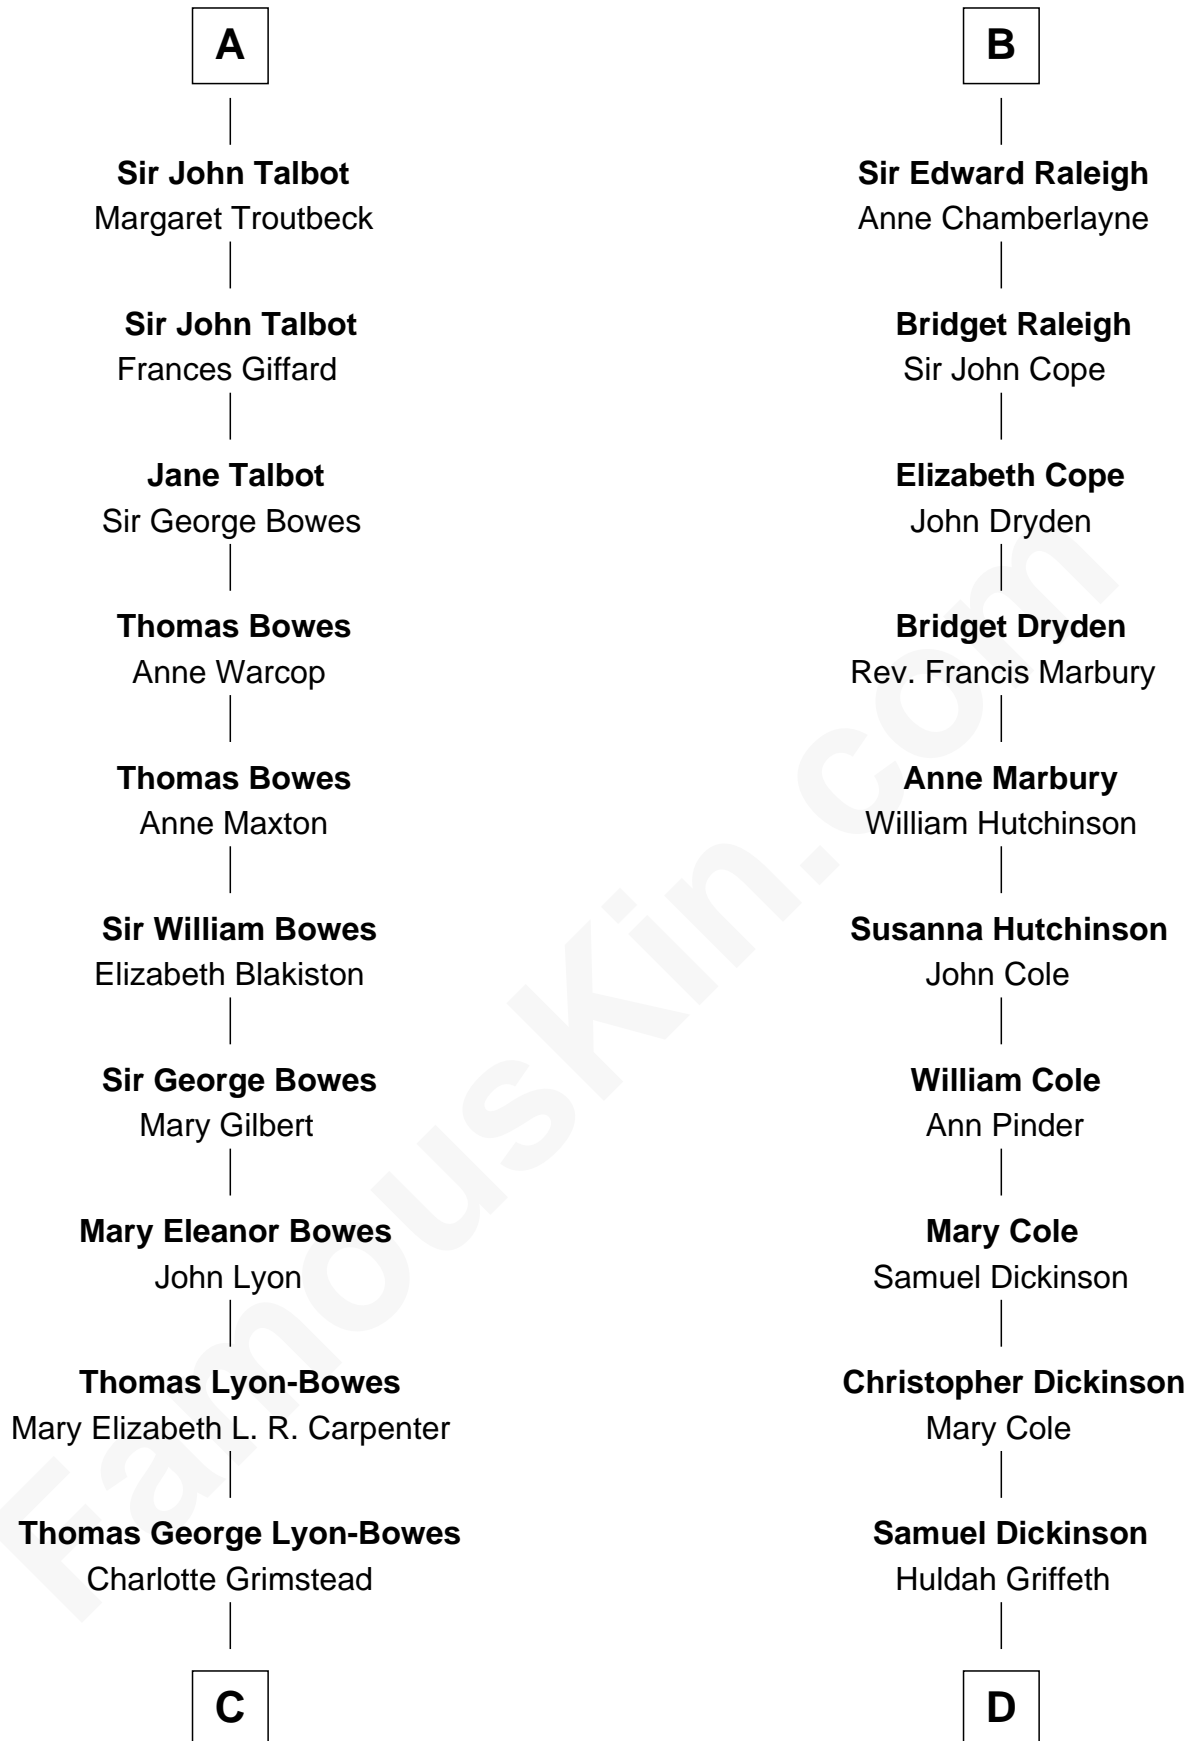 A
Sir John Talbot
Margaret Troutbeck
Sir John Talbot
Frances Giffard
Jane Talbot
Sir George Bowes
Thomas Bowes
Anne Warcop
Thomas Bowes
Anne Maxton
Sir William Bowes
Elizabeth Blakiston
Sir George Bowes
Mary Gilbert
Mary Eleanor Bowes
John Lyon
Thomas Lyon-Bowes
Mary Elizabeth L. R. Carpenter
Thomas George Lyon-Bowes
Charlotte Grimstead
C
B
Sir Edward Raleigh
Anne Chamberlayne
Bridget Raleigh
Sir John Cope
Elizabeth Cope
John Dryden
Bridget Dryden
Rev. Francis Marbury
Anne Marbury
William Hutchinson
Susanna Hutchinson
John Cole
William Cole
Ann Pinder
Mary Cole
Samuel Dickinson
Christopher Dickinson
Mary Cole
Samuel Dickinson
Huldah Griffeth
D
FamousKin.com